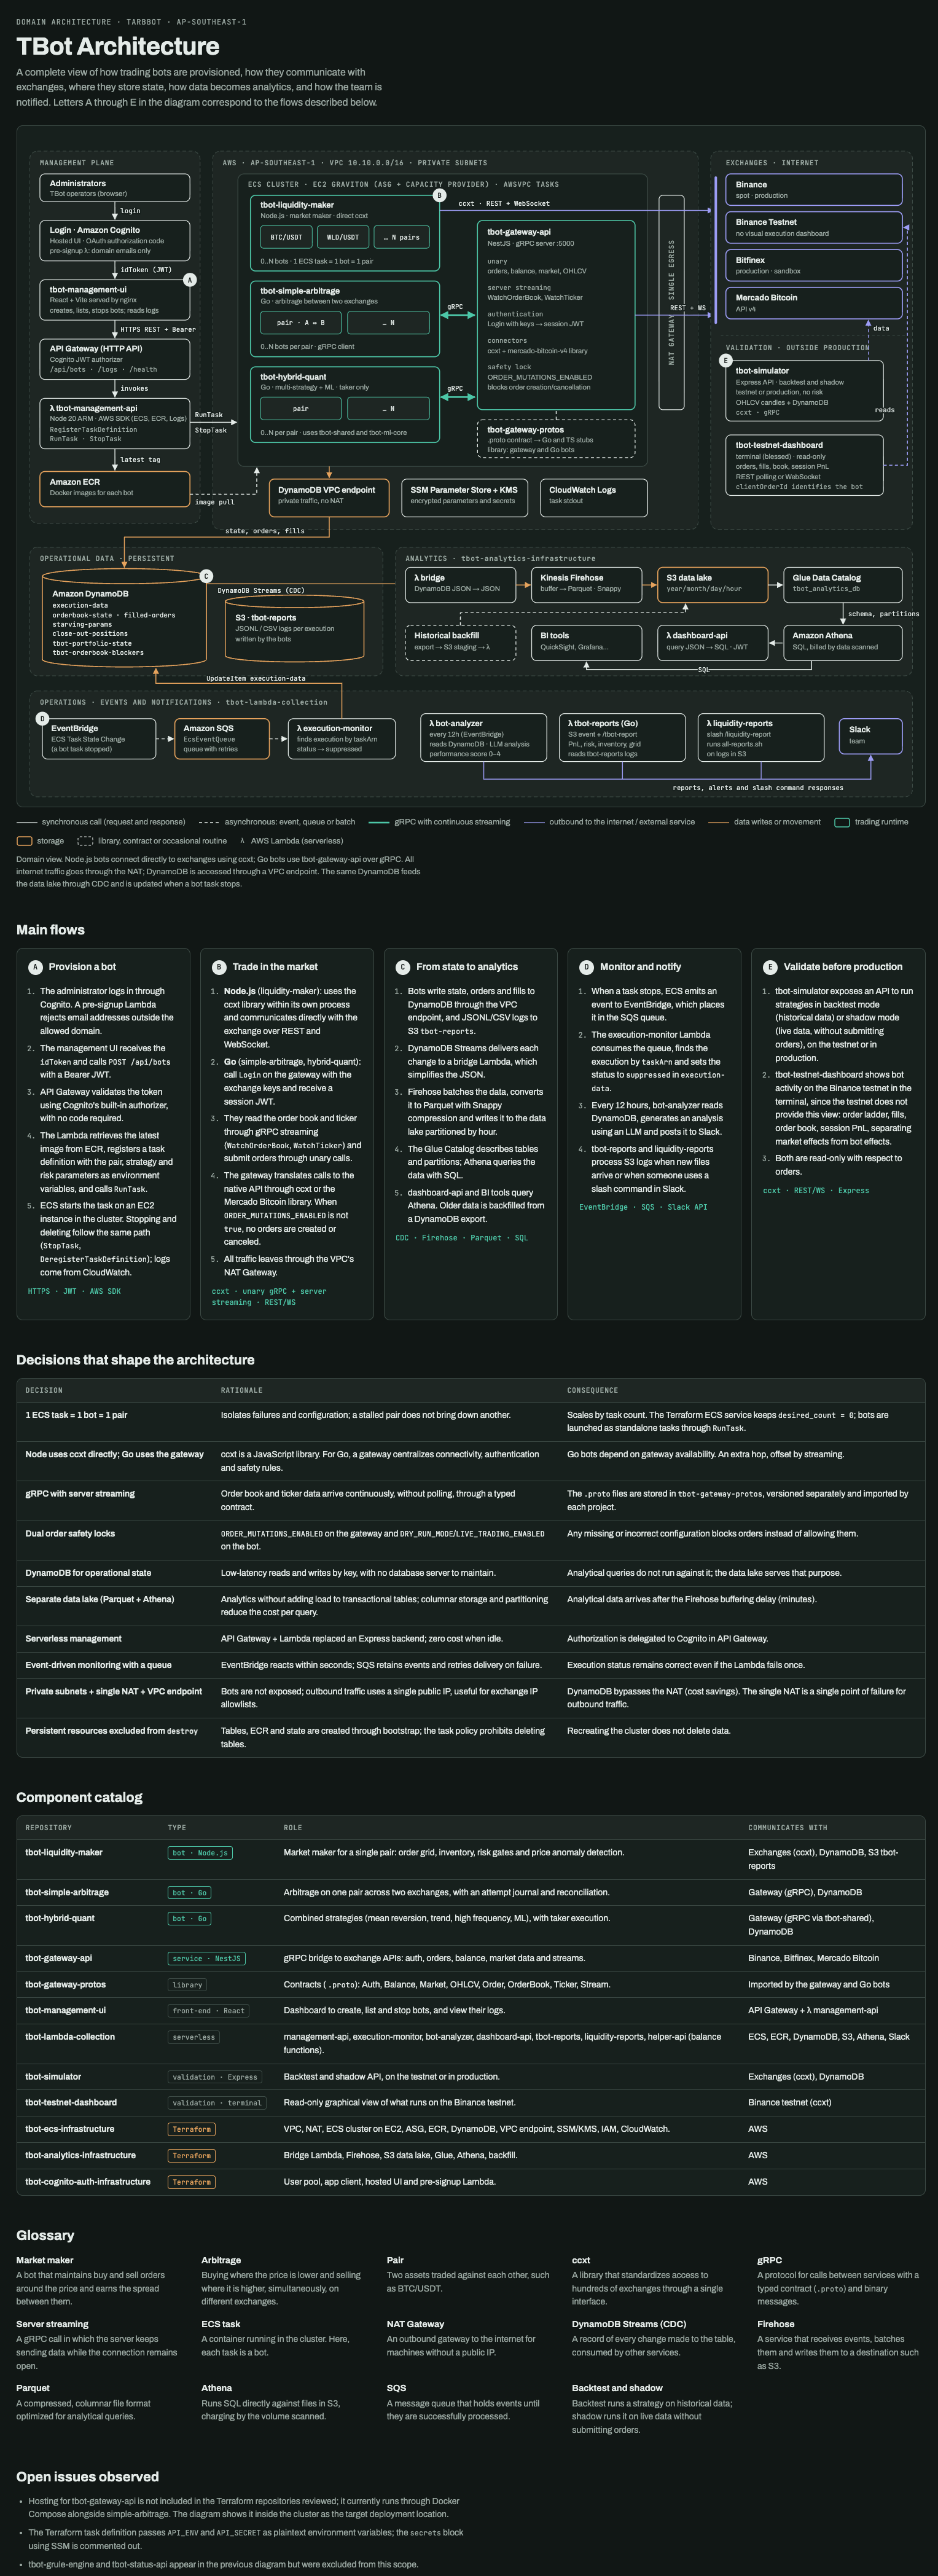 DOMAIN ARCHITECTURE · TARBBOT · AP-SOUTHEAST-1
TBot Architecture
A complete view of how trading bots are provisioned, how they communicate with
exchanges, where they store state, how data becomes analytics, and how the team is
notified. Letters A through E in the diagram correspond to the flows described below.
MANAGEMENT PLANE
Administrators
TBot operators (browser)
login
Login · Amazon Cognito
Hosted UI · OAuth authorization code
pre-signup λ: domain emails only
idToken (JWT)
A
tbot-management-ui
React + Vite served by nginx
creates, lists, stops bots; reads logs
HTTPS REST + Bearer
API Gateway (HTTP API)
Cognito JWT authorizer
/api/bots · /logs · /health
invokes
λ tbot-management-api
Node 20 ARM · AWS SDK (ECS, ECR, Logs)
RegisterTaskDefinition
RunTask · StopTask
latest tag
Amazon ECR
Docker images for each bot
RunTask
StopTask
image pull
AWS · AP-SOUTHEAST-1 · VPC 10.10.0.0/16 · PRIVATE SUBNETS
ECS CLUSTER · EC2 GRAVITON (ASG + CAPACITY PROVIDER) · AWSVPC TASKS
B
tbot-liquidity-maker
Node.js · market maker · direct ccxt
BTC/USDT
WLD/USDT
… N pairs
0..N bots · 1 ECS task = 1 bot = 1 pair
ccxt · REST + WebSocket
tbot-simple-arbitrage
Go · arbitrage between two exchanges
pair · A ⇔ B
… N
0..N bots per pair · gRPC client
gRPC
tbot-hybrid-quant
Go · multi-strategy + ML · taker only
pair
… N
0..N per pair · uses tbot-shared and tbot-ml-core
gRPC
tbot-gateway-api
NestJS · gRPC server :5000
unary
orders, balance, market, OHLCV
server streaming
WatchOrderBook, WatchTicker
authentication
Login with keys → session JWT
connectors
ccxt + mercado-bitcoin-v4 library
safety lock
ORDER_MUTATIONS_ENABLED
blocks order creation/cancellation
tbot-gateway-protos
.proto contract → Go and TS stubs
library: gateway and Go bots
NAT GATEWAY · SINGLE EGRESS
REST + WS
DynamoDB VPC endpoint
private traffic, no NAT
SSM Parameter Store + KMS
encrypted parameters and secrets
CloudWatch Logs
task stdout
EXCHANGES · INTERNET
Binance
spot · production
Binance Testnet
no visual execution dashboard
Bitfinex
production · sandbox
Mercado Bitcoin
API v4
data
VALIDATION · OUTSIDE PRODUCTION
E
tbot-simulator
Express API · backtest and shadow
testnet or production, no risk
OHLCV candles + DynamoDB
ccxt · gRPC
reads
tbot-testnet-dashboard
terminal (blessed) · read-only
orders, fills, book, session PnL
REST polling or WebSocket
clientOrderId identifies the bot
state, orders, fills
OPERATIONAL DATA · PERSISTENT
C
Amazon DynamoDB
execution-data
orderbook-state · filled-orders
starving-params
close-out-positions
tbot-portfolio-state
tbot-orderbook-blockers
DynamoDB Streams (CDC)
S3 · tbot-reports
JSONL / CSV logs per execution
written by the bots
UpdateItem execution-data
ANALYTICS · tbot-analytics-infrastructure
λ bridge
DynamoDB JSON → JSON
Kinesis Firehose
buffer → Parquet · Snappy
S3 data lake
year/month/day/hour
Glue Data Catalog
tbot_analytics_db
schema, partitions
Historical backfill
export → S3 staging → λ
BI tools
QuickSight, Grafana...
λ dashboard-api
query JSON → SQL · JWT
Amazon Athena
SQL, billed by data scanned
SQL
OPERATIONS · EVENTS AND NOTIFICATIONS · tbot-lambda-collection
D
EventBridge
ECS Task State Change
(a bot task stopped)
Amazon SQS
EcsEventQueue
queue with retries
λ execution-monitor
finds execution by taskArn
status → suppressed
λ bot-analyzer
every 12h (EventBridge)
reads DynamoDB · LLM analysis
performance score 0–4
λ tbot-reports (Go)
S3 event + /tbot-report
PnL, risk, inventory, grid
reads tbot-reports logs
λ liquidity-reports
slash /liquidity-report
runs all-reports.sh
on logs in S3
Slack
team
reports, alerts and slash command responses
synchronous call (request and response)
asynchronous: event, queue or batch
gRPC with continuous streaming
outbound to the internet / external service
data writes or movement
trading runtime
storage
library, contract or occasional routine
λ AWS Lambda (serverless)
Domain view. Node.js bots connect directly to exchanges using ccxt; Go bots use tbot-gateway-api over gRPC. All
internet traffic goes through the NAT; DynamoDB is accessed through a VPC endpoint. The same DynamoDB feeds
the data lake through CDC and is updated when a bot task stops.
Main flows
A Provision a bot
1. The administrator logs in through
Cognito. A pre-signup Lambda
rejects email addresses outside the
allowed domain.
2. The management UI receives the
idToken and calls POST /api/bots
with a Bearer JWT.
3. API Gateway validates the token
using Cognito's built-in authorizer,
with no code required.
4. The Lambda retrieves the latest
image from ECR, registers a task
definition with the pair, strategy and
risk parameters as environment
variables, and calls RunTask.
5. ECS starts the task on an EC2
instance in the cluster. Stopping and
deleting follow the same path
(StopTask,
DeregisterTaskDefinition); logs
come from CloudWatch.
HTTPS · JWT · AWS SDK
B Trade in the market
1. Node.js (liquidity-maker): uses the
ccxt library within its own process
and communicates directly with the
exchange over REST and
WebSocket.
2. Go (simple-arbitrage, hybrid-quant):
call Login on the gateway with the
exchange keys and receive a
session JWT.
3. They read the order book and ticker
through gRPC streaming
(WatchOrderBook, WatchTicker) and
submit orders through unary calls.
4. The gateway translates calls to the
native API through ccxt or the
Mercado Bitcoin library. When
ORDER_MUTATIONS_ENABLED is not
true, no orders are created or
canceled.
5. All traffic leaves through the VPC's
NAT Gateway.
ccxt · unary gRPC + server
streaming · REST/WS
C From state to analytics
1. Bots write state, orders and fills to
DynamoDB through the VPC
endpoint, and JSONL/CSV logs to
S3 tbot-reports.
2. DynamoDB Streams delivers each
change to a bridge Lambda, which
simplifies the JSON.
3. Firehose batches the data, converts
it to Parquet with Snappy
compression and writes it to the data
lake partitioned by hour.
4. The Glue Catalog describes tables
and partitions; Athena queries the
data with SQL.
5. dashboard-api and BI tools query
Athena. Older data is backfilled from
a DynamoDB export.
CDC · Firehose · Parquet · SQL
D Monitor and notify
1. When a task stops, ECS emits an
event to EventBridge, which places
it in the SQS queue.
2. The execution-monitor Lambda
consumes the queue, finds the
execution by taskArn and sets the
status to suppressed in execution-
data.
3. Every 12 hours, bot-analyzer reads
DynamoDB, generates an analysis
using an LLM and posts it to Slack.
4. tbot-reports and liquidity-reports
process S3 logs when new files
arrive or when someone uses a
slash command in Slack.
EventBridge · SQS · Slack API
E Validate before production
1. tbot-simulator exposes an API to run
strategies in backtest mode
(historical data) or shadow mode
(live data, without submitting
orders), on the testnet or in
production.
2. tbot-testnet-dashboard shows bot
activity on the Binance testnet in the
terminal, since the testnet does not
provide this view: order ladder, fills,
order book, session PnL, separating
market effects from bot effects.
3. Both are read-only with respect to
orders.
ccxt · REST/WS · Express
Decisions that shape the architecture
DECISION RATIONALE CONSEQUENCE
1 ECS task = 1 bot = 1 pair
Isolates failures and configuration; a stalled pair does not bring down another.
Scales by task count. The Terraform ECS service keeps desired_count = 0; bots are
launched as standalone tasks through RunTask.
Node uses ccxt directly; Go uses the gateway
ccxt is a JavaScript library. For Go, a gateway centralizes connectivity, authentication
and safety rules.
Go bots depend on gateway availability. An extra hop, offset by streaming.
gRPC with server streaming
Order book and ticker data arrive continuously, without polling, through a typed
contract.
The .proto files are stored in tbot-gateway-protos, versioned separately and imported by
each project.
Dual order safety locks
ORDER_MUTATIONS_ENABLED on the gateway and DRY_RUN_MODE/LIVE_TRADING_ENABLED
on the bot.
Any missing or incorrect configuration blocks orders instead of allowing them.
DynamoDB for operational state
Low-latency reads and writes by key, with no database server to maintain.
Analytical queries do not run against it; the data lake serves that purpose.
Separate data lake (Parquet + Athena)
Analytics without adding load to transactional tables; columnar storage and partitioning
reduce the cost per query.
Analytical data arrives after the Firehose buffering delay (minutes).
Serverless management
API Gateway + Lambda replaced an Express backend; zero cost when idle.
Authorization is delegated to Cognito in API Gateway.
Event-driven monitoring with a queue
EventBridge reacts within seconds; SQS retains events and retries delivery on failure.
Execution status remains correct even if the Lambda fails once.
Private subnets + single NAT + VPC endpoint
Bots are not exposed; outbound traffic uses a single public IP, useful for exchange IP
allowlists.
DynamoDB bypasses the NAT (cost savings). The single NAT is a single point of failure for
outbound traffic.
Persistent resources excluded from destroy
Tables, ECR and state are created through bootstrap; the task policy prohibits deleting
tables.
Recreating the cluster does not delete data.
Component catalog
REPOSITORY TYPE ROLE COMMUNICATES WITH
tbot-liquidity-maker
bot · Node.js
Market maker for a single pair: order grid, inventory, risk gates and price anomaly detection.
Exchanges (ccxt), DynamoDB, S3 tbot-
reports
tbot-simple-arbitrage
bot · Go
Arbitrage on one pair across two exchanges, with an attempt journal and reconciliation.
Gateway (gRPC), DynamoDB
tbot-hybrid-quant
bot · Go
Combined strategies (mean reversion, trend, high frequency, ML), with taker execution.
Gateway (gRPC via tbot-shared),
DynamoDB
tbot-gateway-api
service · NestJS
gRPC bridge to exchange APIs: auth, orders, balance, market data and streams.
Binance, Bitfinex, Mercado Bitcoin
tbot-gateway-protos
library
Contracts ( .proto): Auth, Balance, Market, OHLCV, Order, OrderBook, Ticker, Stream.
Imported by the gateway and Go bots
tbot-management-ui
front-end · React
Dashboard to create, list and stop bots, and view their logs.
API Gateway + λ management-api
tbot-lambda-collection
serverless
management-api, execution-monitor, bot-analyzer, dashboard-api, tbot-reports, liquidity-reports, helper-api (balance
functions).
ECS, ECR, DynamoDB, S3, Athena, Slack
tbot-simulator
validation · Express
Backtest and shadow API, on the testnet or in production.
Exchanges (ccxt), DynamoDB
tbot-testnet-dashboard
validation · terminal
Read-only graphical view of what runs on the Binance testnet.
Binance testnet (ccxt)
tbot-ecs-infrastructure
Terraform
VPC, NAT, ECS cluster on EC2, ASG, ECR, DynamoDB, VPC endpoint, SSM/KMS, IAM, CloudWatch.
AWS
tbot-analytics-infrastructure
Terraform
Bridge Lambda, Firehose, S3 data lake, Glue, Athena, backfill.
AWS
tbot-cognito-auth-infrastructure
Terraform
User pool, app client, hosted UI and pre-signup Lambda.
AWS
Glossary
Market maker
A bot that maintains buy and sell orders
around the price and earns the spread
between them.
Arbitrage
Buying where the price is lower and selling
where it is higher, simultaneously, on
different exchanges.
Pair
Two assets traded against each other, such
as BTC/USDT.
ccxt
A library that standardizes access to
hundreds of exchanges through a single
interface.
gRPC
A protocol for calls between services with a
typed contract (.proto) and binary
messages.
Server streaming
A gRPC call in which the server keeps
sending data while the connection remains
open.
ECS task
A container running in the cluster. Here,
each task is a bot.
NAT Gateway
An outbound gateway to the internet for
machines without a public IP.
DynamoDB Streams (CDC)
A record of every change made to the table,
consumed by other services.
Firehose
A service that receives events, batches
them and writes them to a destination such
as S3.
Parquet
A compressed, columnar file format
optimized for analytical queries.
Athena
Runs SQL directly against files in S3,
charging by the volume scanned.
SQS
A message queue that holds events until
they are successfully processed.
Backtest and shadow
Backtest runs a strategy on historical data;
shadow runs it on live data without
submitting orders.
Open issues observed
• Hosting for tbot-gateway-api is not included in the Terraform repositories reviewed; it currently runs through Docker
Compose alongside simple-arbitrage. The diagram shows it inside the cluster as the target deployment location.
• The Terraform task definition passes API_ENV and API_SECRET as plaintext environment variables; the secrets block
using SSM is commented out.
• tbot-grule-engine and tbot-status-api appear in the previous diagram but were excluded from this scope.